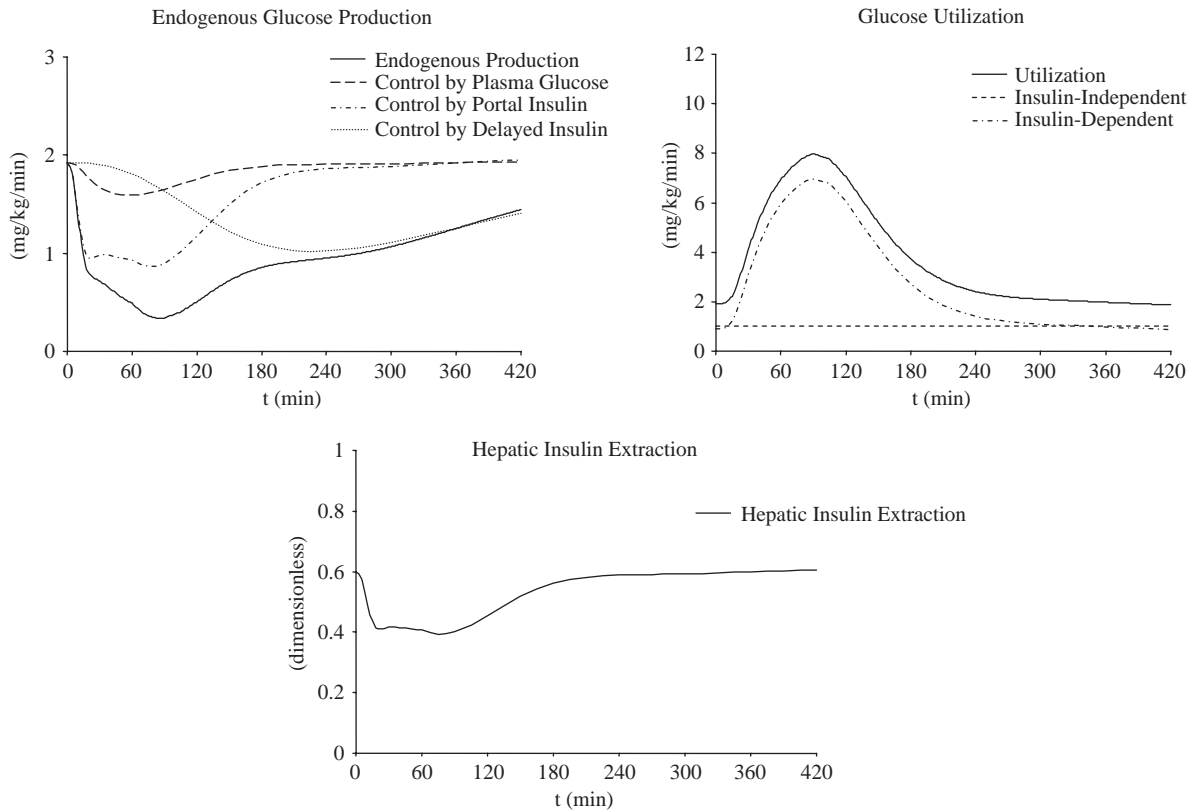 Endogenous Glucose Production
3
2
1
0
(mg/kg/min)
Endogenous Production
Control by Plasma Glucose
Control by Portal Insulin
Control by Delayed Insulin
0 60 120 180 240 300 360 420
t (min)
Glucose Utilization
12
10
8
6
4
2
0
(mg/kg/min)
Utilization
Insulin-Independent
Insulin-Dependent
0 60 120 180 240 300 360 420
t (min)
Hepatic Insulin Extraction
1
0.8
0.6
0.4
0.2
0
(dimensionless)
Hepatic Insulin Extraction
0 60 120 180 240 300 360 420
t (min)